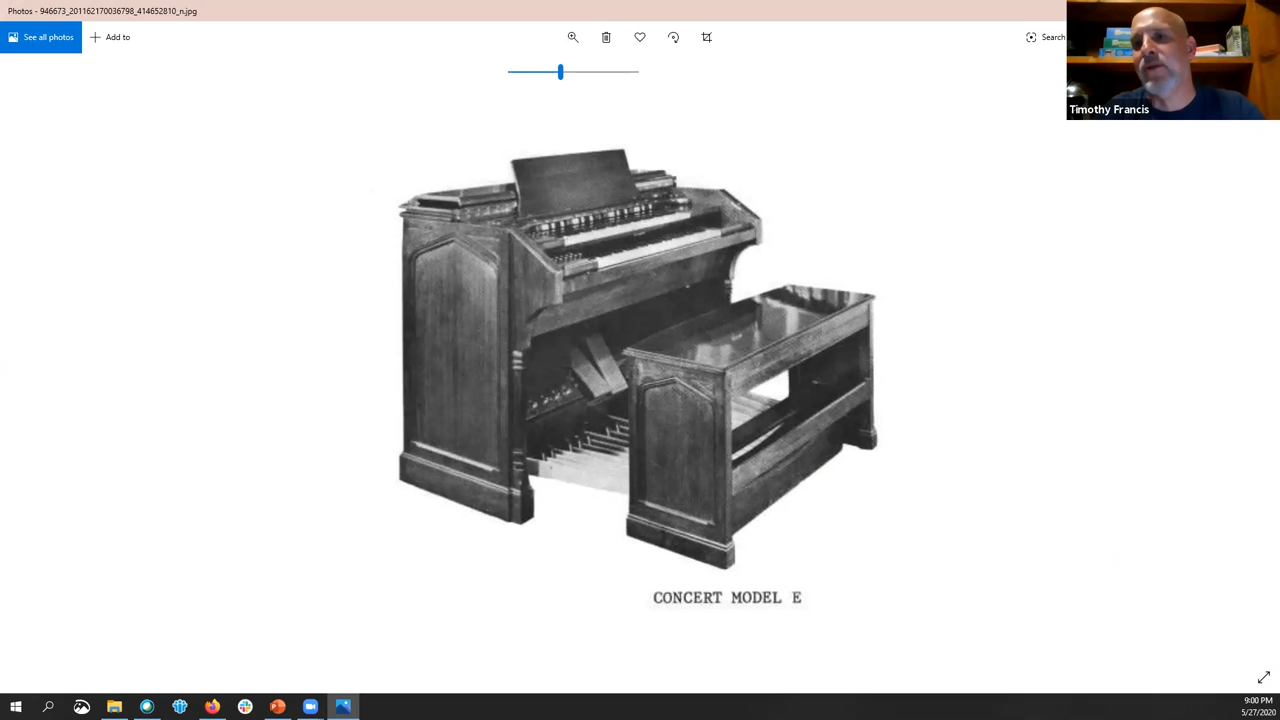 Photos - 946673_201162170036798_414652810_n.jpg
See all photos
Add to
Search
Timothy Francis
CONCERT MODEL E
9:00 PM
5/27/2020